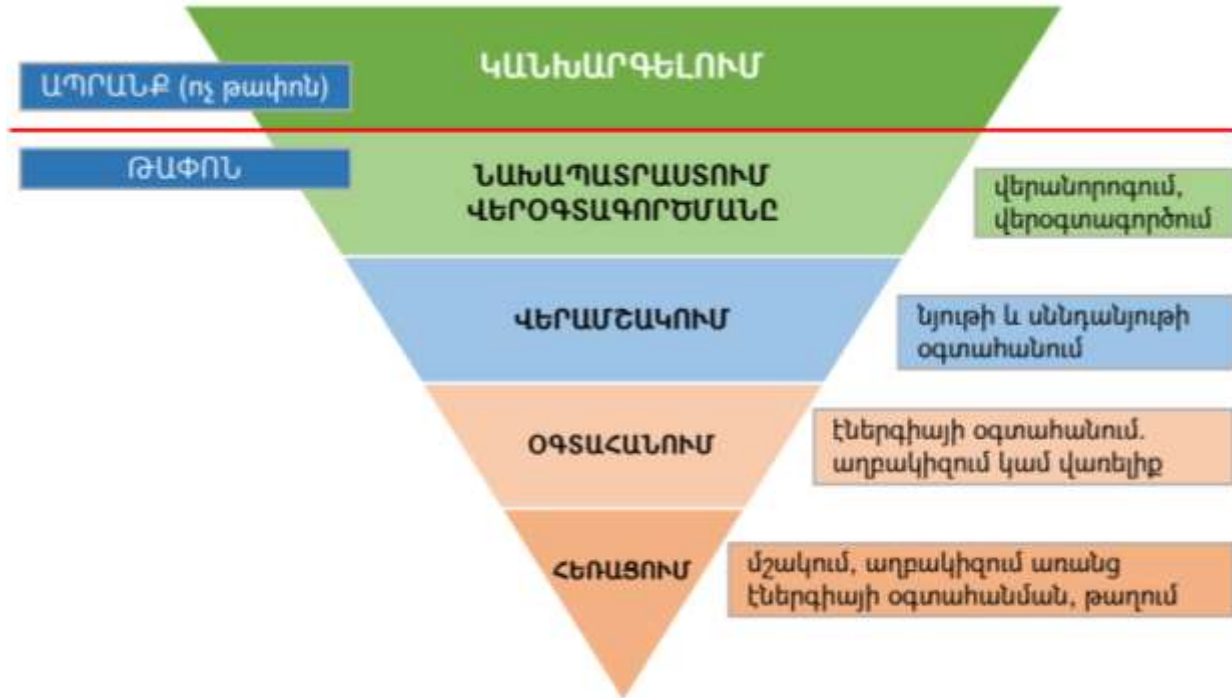 ԿԱՆԽԱՐԳԵԼՈՒՄ
ԱՊՐԱՆՔ (ոչ թափոն)
ԹԱՓՈՆ
ՆԱԽԱՊԱՏՐԱՍՏՈՒՄ
ՎԵՐՕԳՏԱԳՈՐԾՄԱՆԸ
վերանորոգում,
վերօգտագործում
ՎԵՐԱՄՇԱԿՈՒՄ
նյութի և սննդանյութի
օգտահանում
ՕԳՏԱՀԱՆՈՒՄ
էներգիայի օգտահանում.
աղբակիզում կամ վառելիք
ՀԵՌԱՑՈՒՄ
մշակում, աղբակիզում առանց
էներգիայի օգտահանման, թաղում